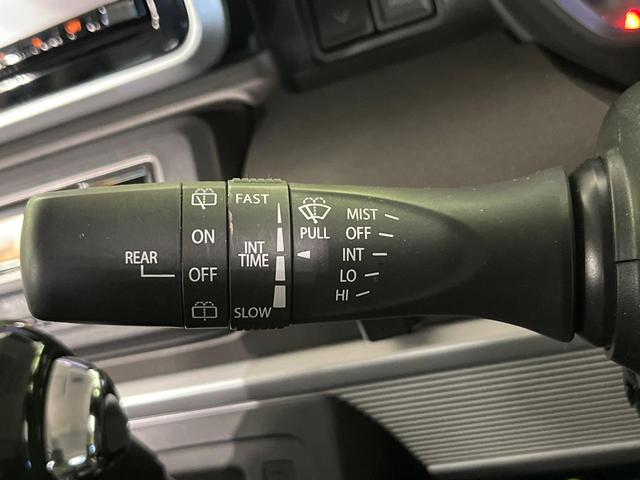 REAR
ON
OFF
FAST
INT
TIME
SLOW
PULL
MIST
OFF
INT
LO
HI